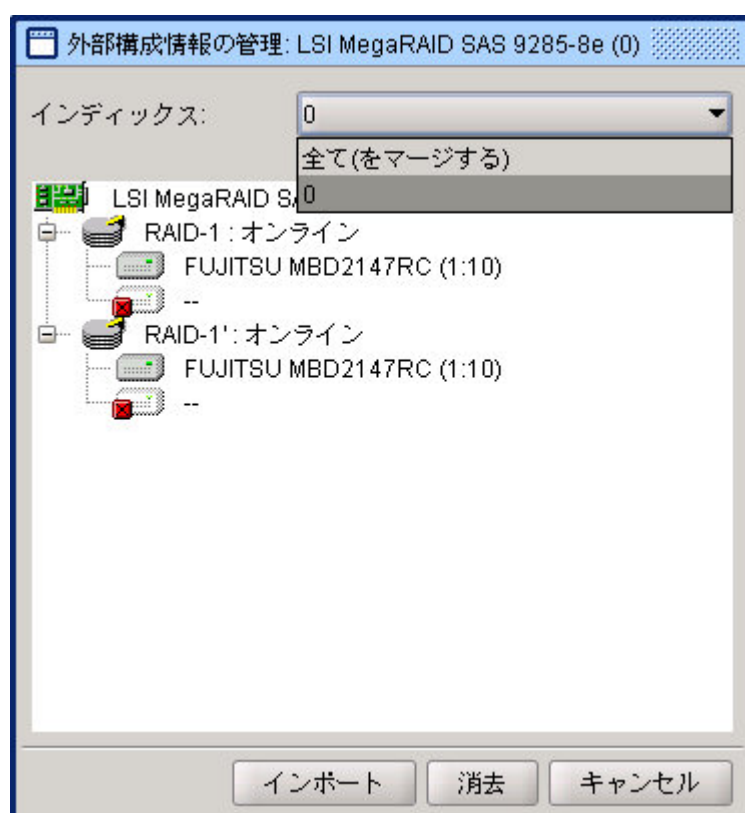 外部構成情報の管理: LSI MegaRAID SAS 9285-8e (0)
インディックス: 0
全て(をマージする)
0
LSI MegaRAID SA
RAID-1 : オンライン
FUJITSU MBD2147RC (1:10)
--
RAID-1': オンライン
FUJITSU MBD2147RC (1:10)
--
インポート 消去 キャンセル